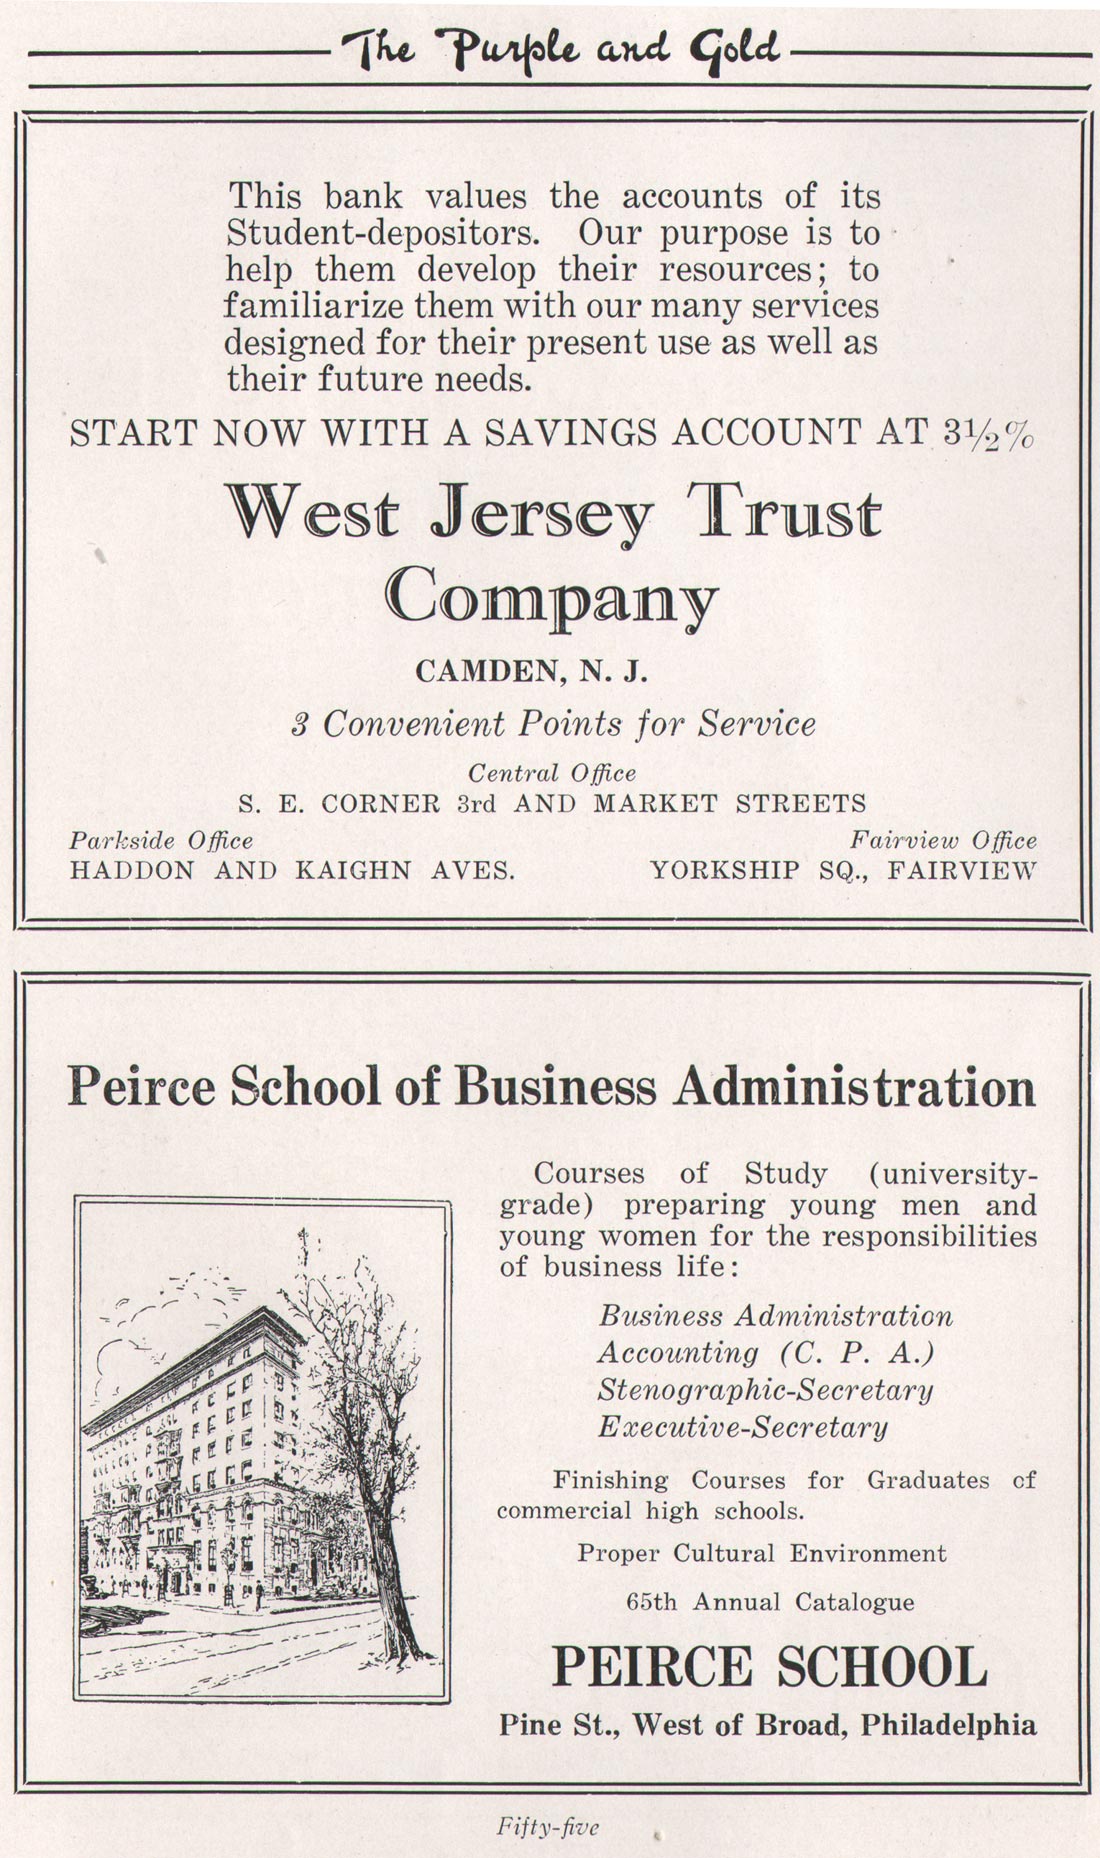 The Purple and Gold
This bank values the accounts of its
Student-depositors. Our purpose is to
help them develop their resources; to
familiarize them with our many services
designed for their present use as well as
their future needs.
START NOW WITH A SAVINGS ACCOUNT AT 3½%
West Jersey Trust
Company
CAMDEN, N. J.
3 Convenient Points for Service
Central Office
S. E. CORNER 3rd AND MARKET STREETS
Parkside Office
HADDON AND KAIGHN AVES.
Fairview Office
YORKSHIP SQ., FAIRVIEW
Peirce School of Business Administration
Courses of Study (university-
grade) preparing young men and
young women for the responsibilities
of business life:
Business Administration
Accounting (C. P. A.)
Stenographic-Secretary
Executive-Secretary
Finishing Courses for Graduates of
commercial high schools.
Proper Cultural Environment
65th Annual Catalogue
PEIRCE SCHOOL
Pine St., West of Broad, Philadelphia
Fifty-five